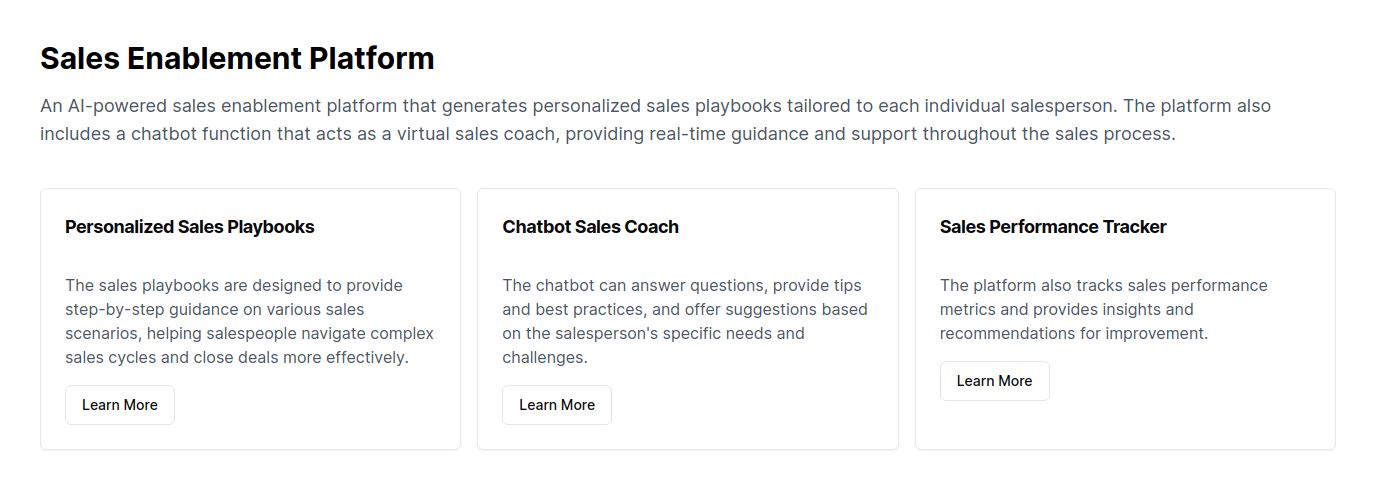 Sales Enablement Platform
An AI-powered sales enablement platform that generates personalized sales playbooks tailored to each individual salesperson. The platform also
includes a chatbot function that acts as a virtual sales coach, providing real-time guidance and support throughout the sales process.
Personalized Sales Playbooks
The sales playbooks are designed to provide
step-by-step guidance on various sales
scenarios, helping salespeople navigate complex
sales cycles and close deals more effectively.
Learn More
Chatbot Sales Coach
The chatbot can answer questions, provide tips
and best practices, and offer suggestions based
on the salesperson's specific needs and
challenges.
Learn More
Sales Performance Tracker
The platform also tracks sales performance
metrics and provides insights and
recommendations for improvement.
Learn More